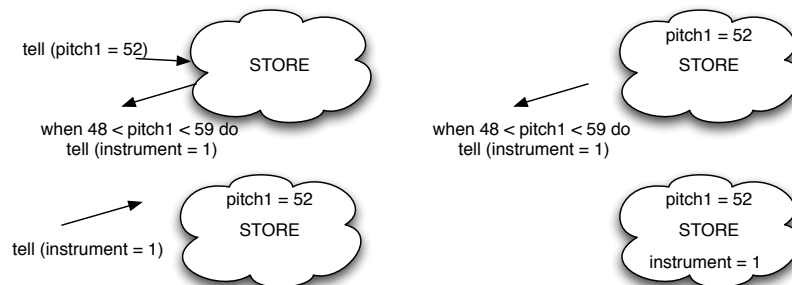 tell (pitch1 = 52)
STORE
when 48 < pitch1 < 59 do
tell (instrument = 1)
pitch1 = 52
STORE
when 48 < pitch1 < 59 do
tell (instrument = 1)
pitch1 = 52
STORE
tell (instrument = 1)
pitch1 = 52
STORE
instrument = 1